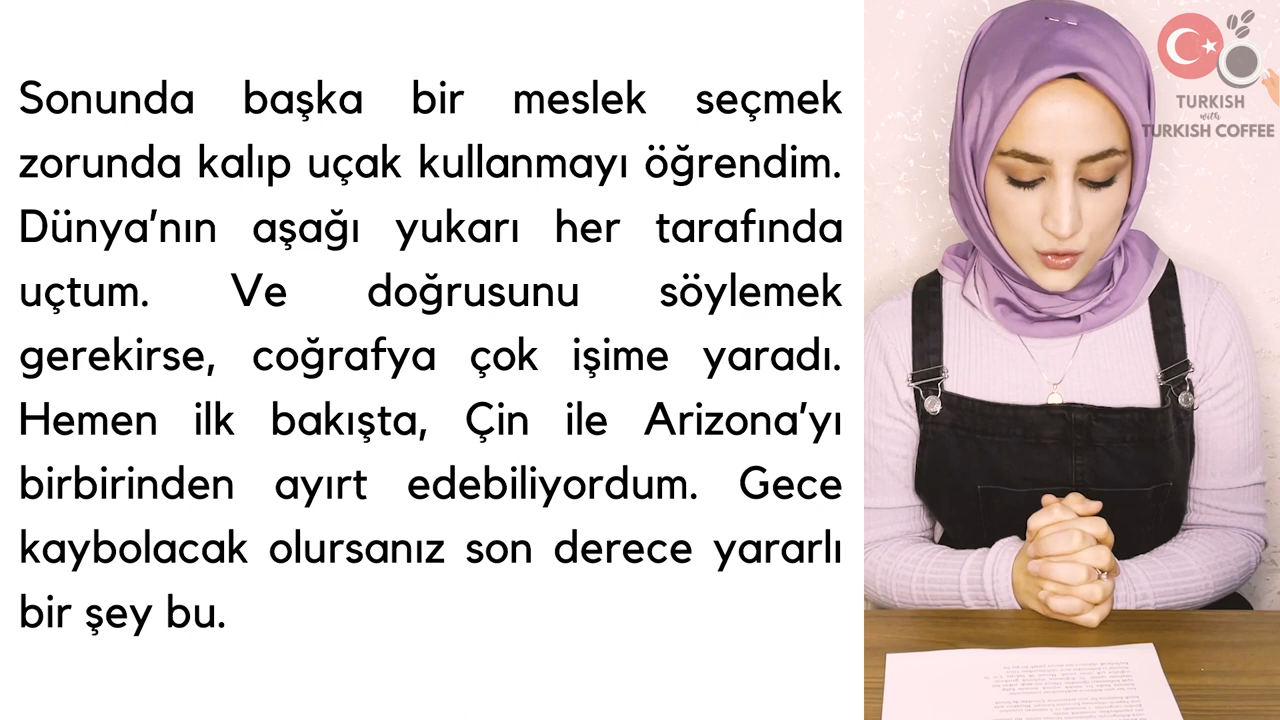 Sonunda başka bir meslek seçmek
zorunda kalıp uçak kullanmayı öğrendim.
Dünya’nın aşağı yukarı her tarafında
uçtum. Ve doğrusunu söylemek
gerekirse, coğrafya çok işime yaradı.
Hemen ilk bakışta, Çin ile Arizona’yı
birbirinden ayırt edebiliyordum. Gece
kaybolacak olursanız son derece yararlı
bir şey bu.
TURKISH
with
TURKISH COFFEE